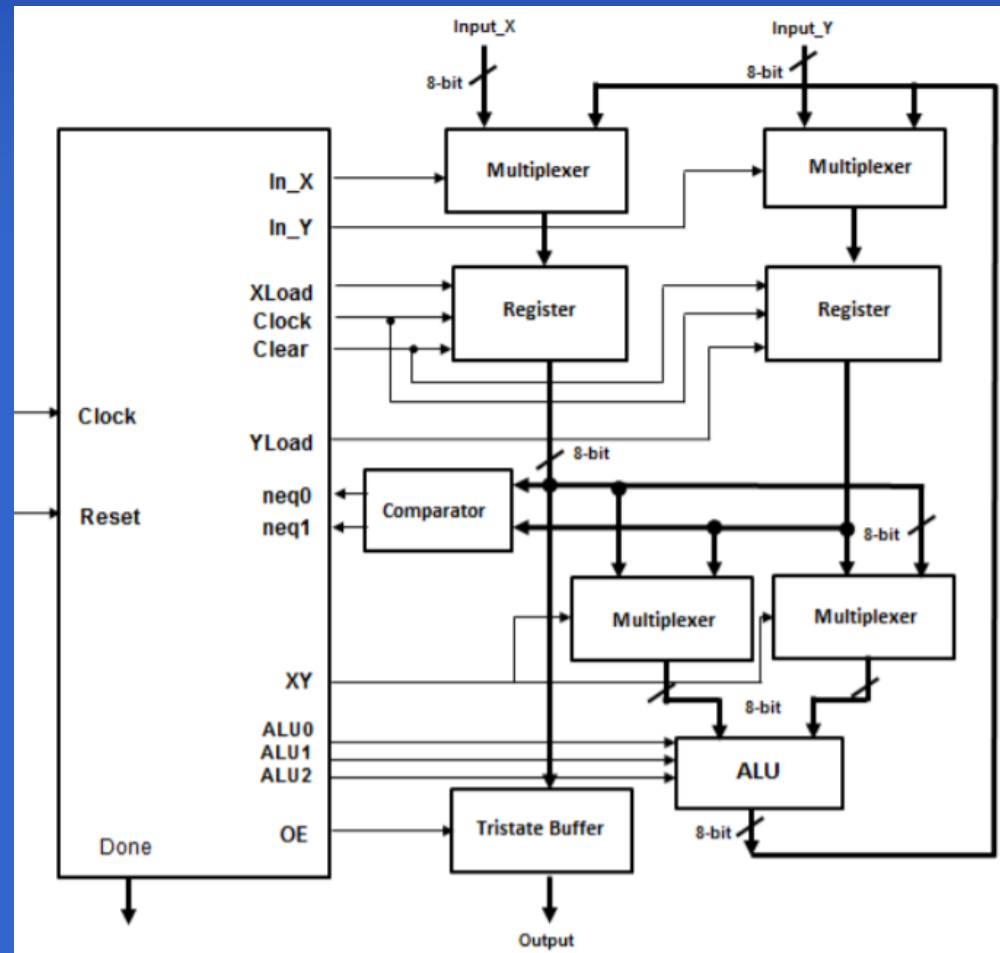 Input_X
Input_Y
8-bit
8-bit
Multiplexer
Multiplexer
In_X
In_Y
XLoad
Clock
Clear
Register
Register
Clock
YLoad
8-bit
neq0
neq1
Comparator
Reset
8-bit
Multiplexer
Multiplexer
XY
8-bit
ALU0
ALU1
ALU2
ALU
OE
Tristate Buffer
8-bit
Done
Output